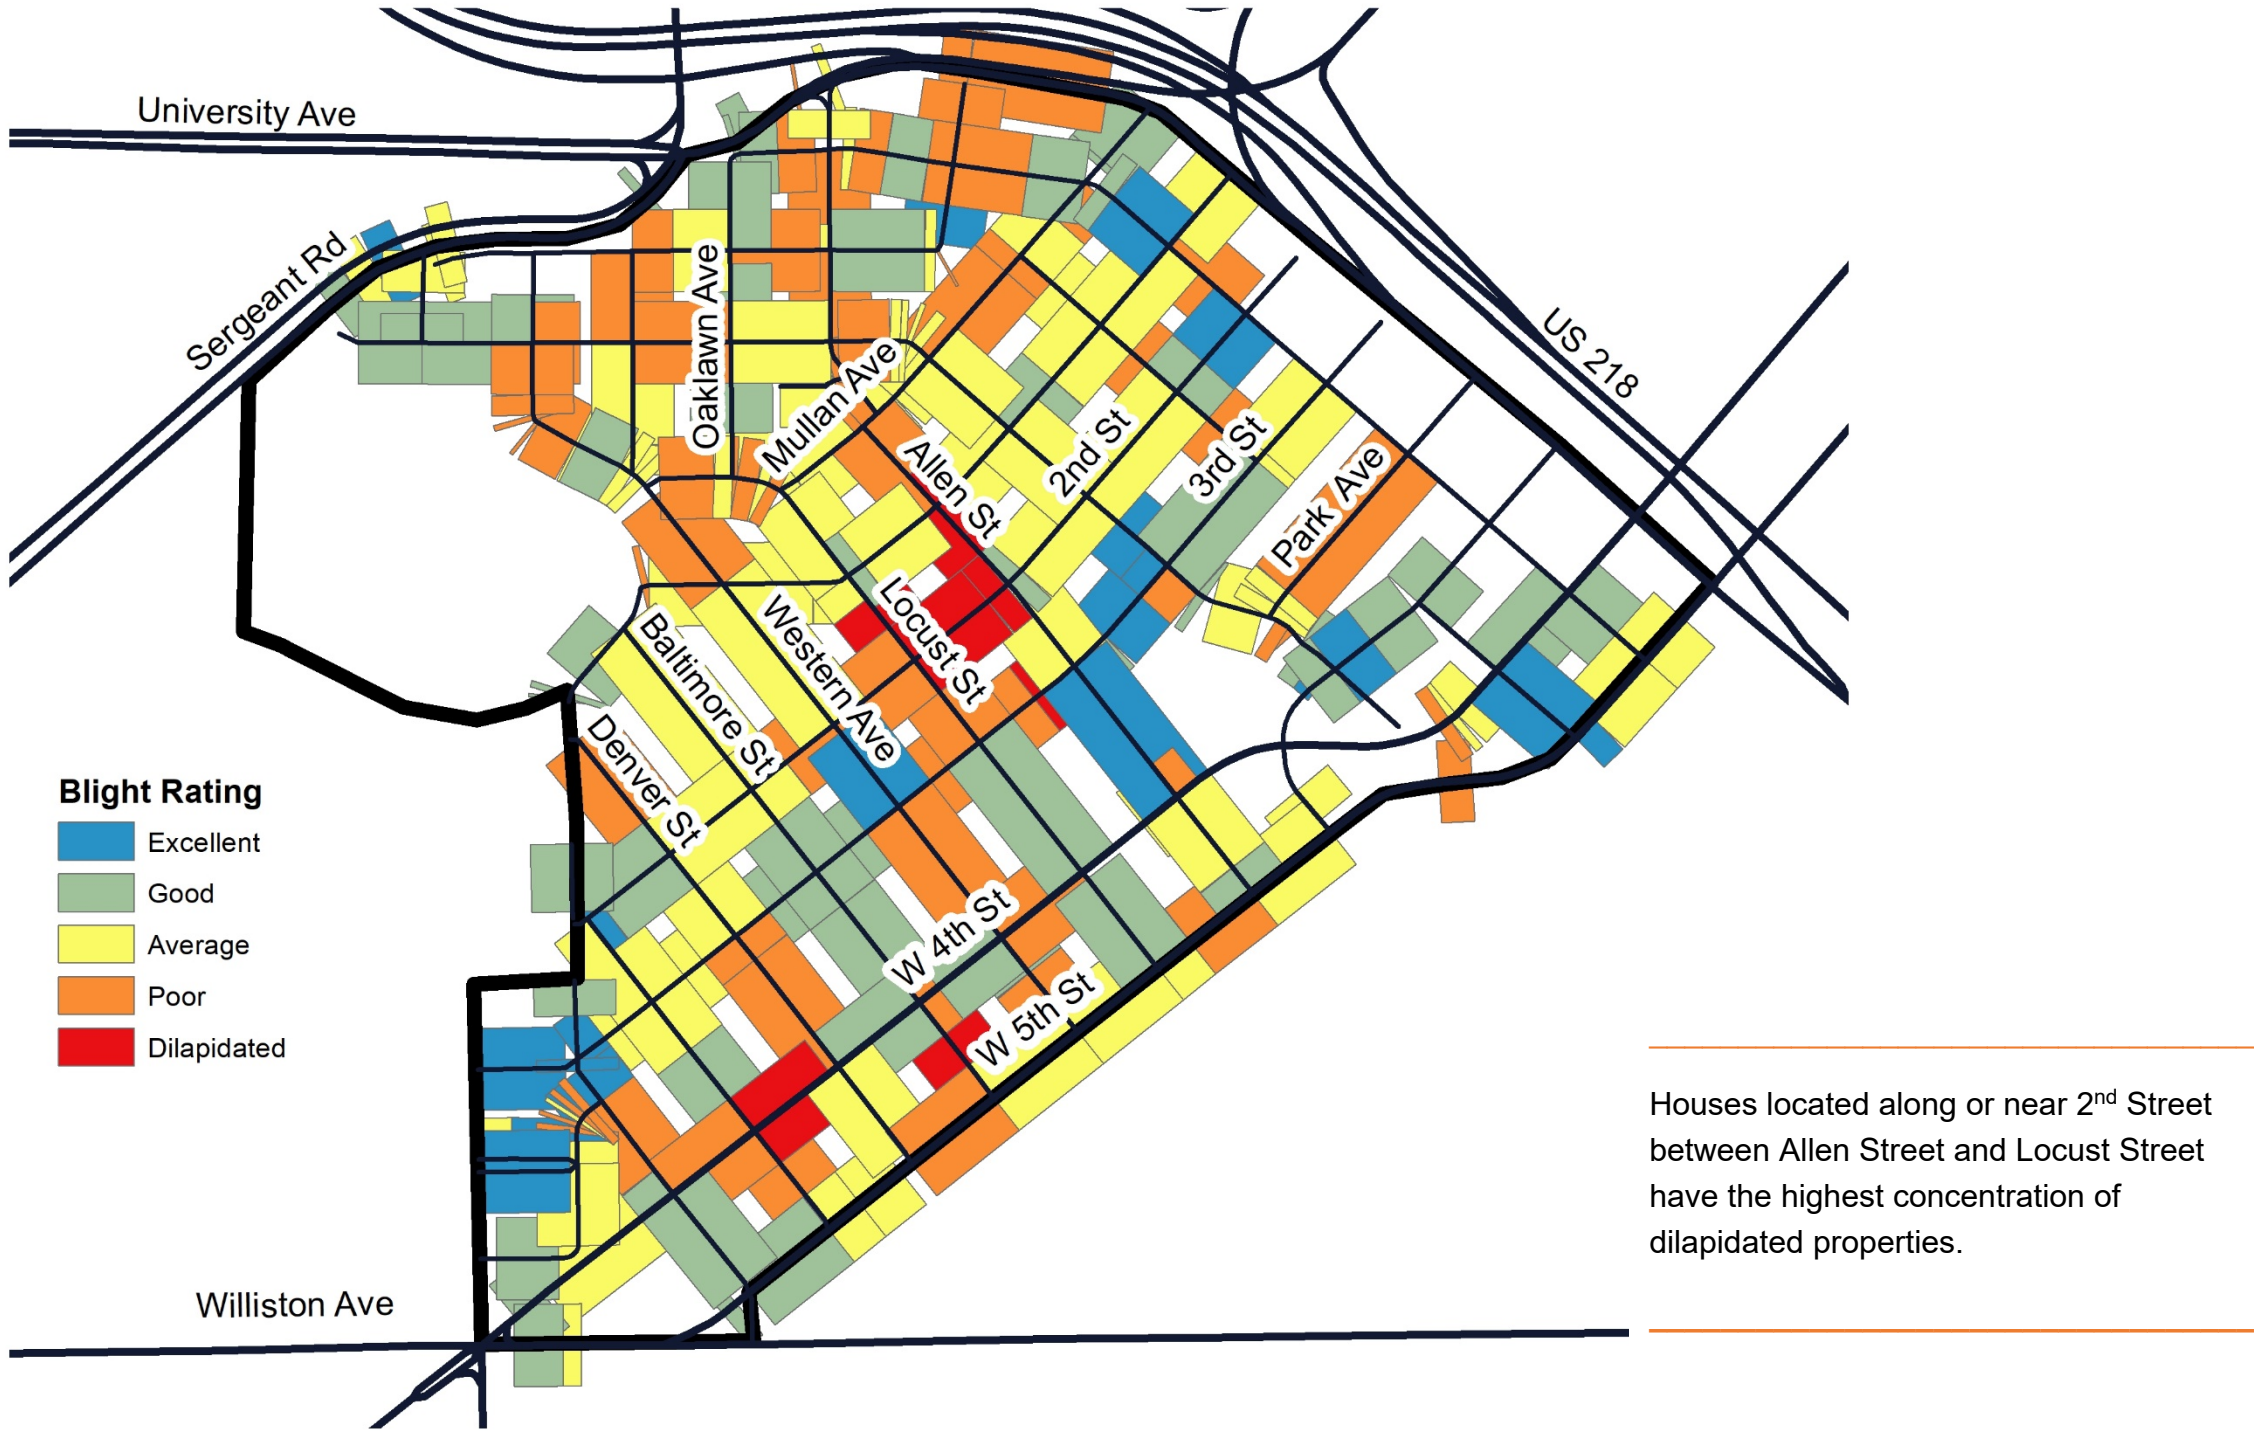 University Ave
Sergeant Rd
US 218
Oaklawn Ave
Mullan Ave
Allen St
2nd St
3rd St
Park Ave
Locust St
Western Ave
Baltimore St
Denver St
W 4th St
W 5th St
Williston Ave
Blight Rating
Excellent
Good
Average
Poor
Dilapidated
Houses located along or near 2nd Street
between Allen Street and Locust Street
have the highest concentration of
dilapidated properties.